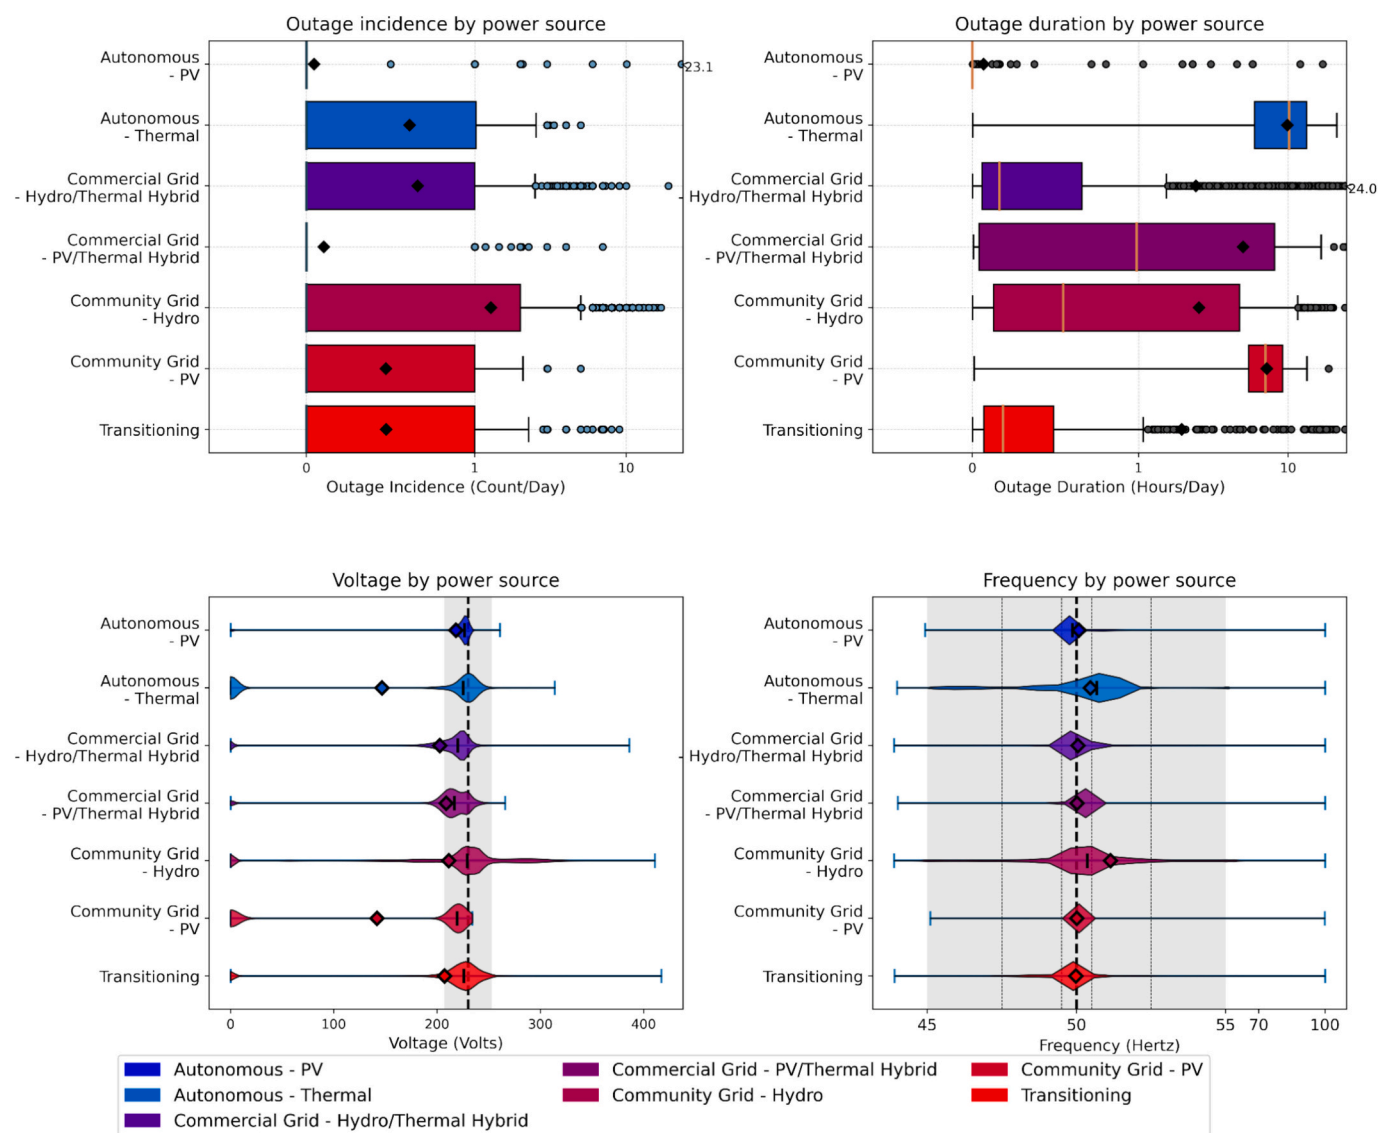 Outage incidence by power source
Autonomous
- PV
23.1
Autonomous
- Thermal
Commercial Grid
- Hydro/Thermal Hybrid
Commercial Grid
- PV/Thermal Hybrid
Community Grid
- Hydro
Community Grid
- PV
Transitioning
0 1 10
Outage Incidence (Count/Day)
Outage duration by power source
Autonomous
- PV
Autonomous
- Thermal
Commercial Grid
- Hydro/Thermal Hybrid
24.0
Commercial Grid
- PV/Thermal Hybrid
Community Grid
- Hydro
Community Grid
- PV
Transitioning
0 1 10
Outage Duration (Hours/Day)
Voltage by power source
Autonomous
- PV
Autonomous
- Thermal
Commercial Grid
- Hydro/Thermal Hybrid
Commercial Grid
- PV/Thermal Hybrid
Community Grid
- Hydro
Community Grid
- PV
Transitioning
0 100 200 300 400
Voltage (Volts)
Frequency by power source
Autonomous
- PV
Autonomous
- Thermal
Commercial Grid
- Hydro/Thermal Hybrid
Commercial Grid
- PV/Thermal Hybrid
Community Grid
- Hydro
Community Grid
- PV
Transitioning
45 50 55 70 100
Frequency (Hertz)
Autonomous - PV
Autonomous - Thermal
Commercial Grid - Hydro/Thermal Hybrid
Commercial Grid - PV/Thermal Hybrid
Community Grid - Hydro
Community Grid - PV
Transitioning